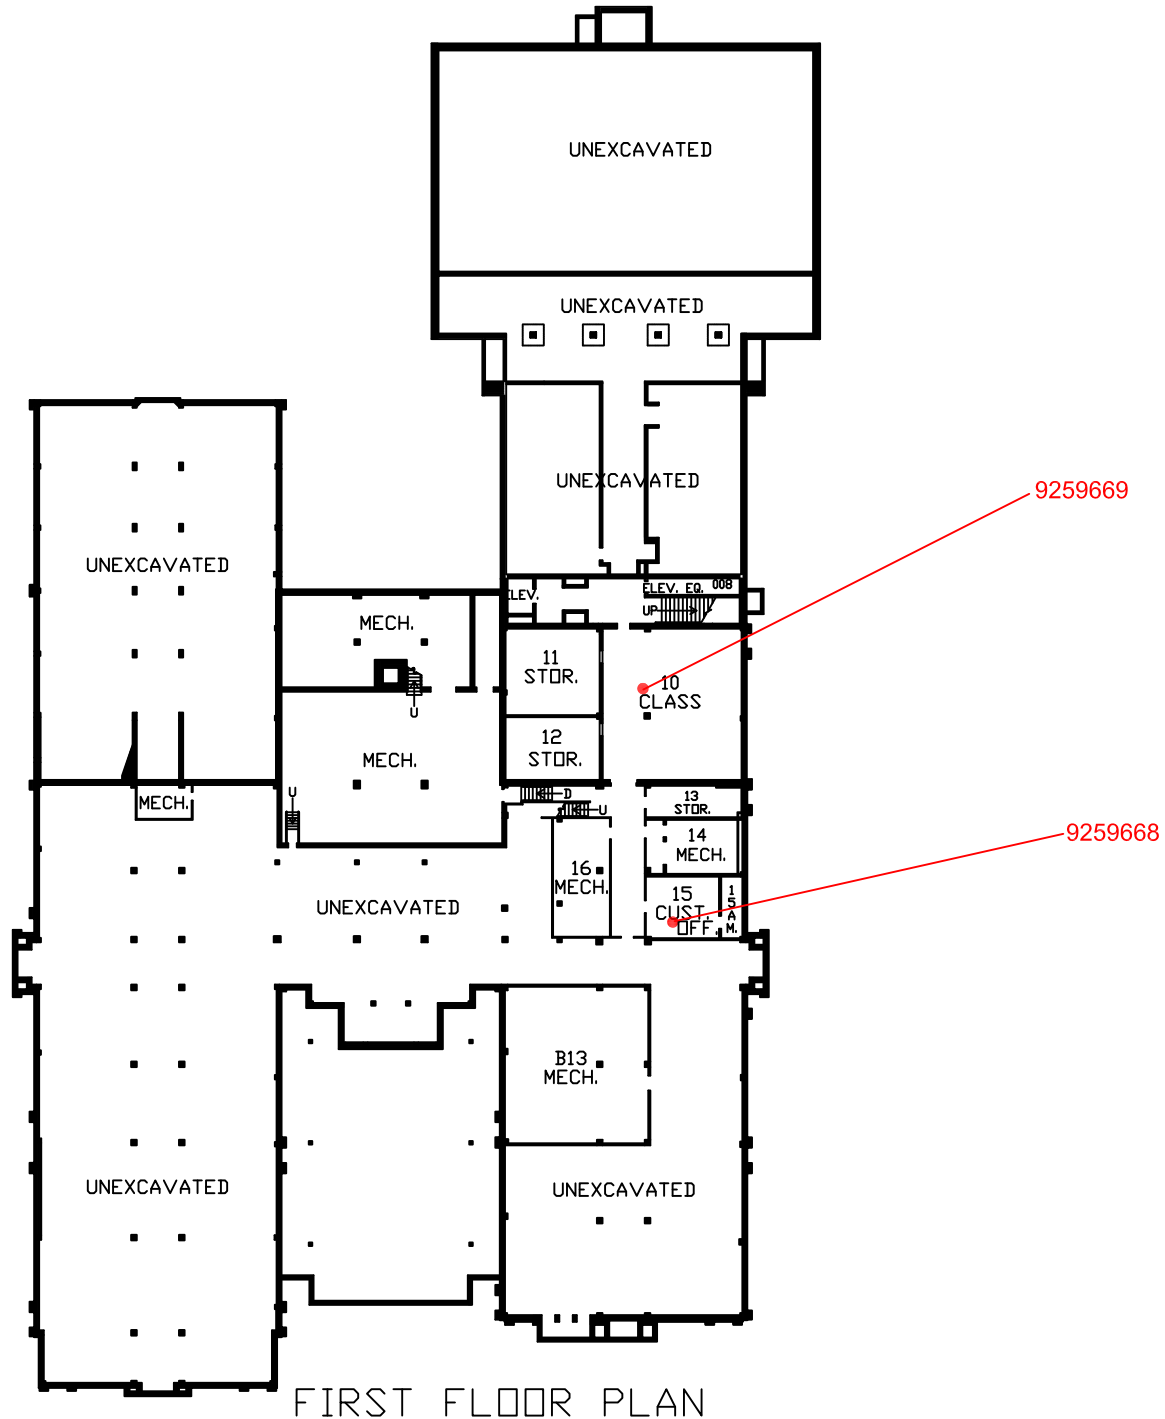 UNEXCAVATED
UNEXCAVATED
UNEXCAVATED
9259669
UNEXCAVATED
ELEV. EQ. 008
ELEV.
UP
MECH.
11
STOR.
10
CLASS
U
12
STOR.
MECH.
U
D
MECH.
13
STOR.
U
14
MECH.
9259668
16
MECH.
15
CUST.
OFF.
15AM.
UNEXCAVATED
B13
MECH.
UNEXCAVATED
UNEXCAVATED
FIRST FLOOR PLAN